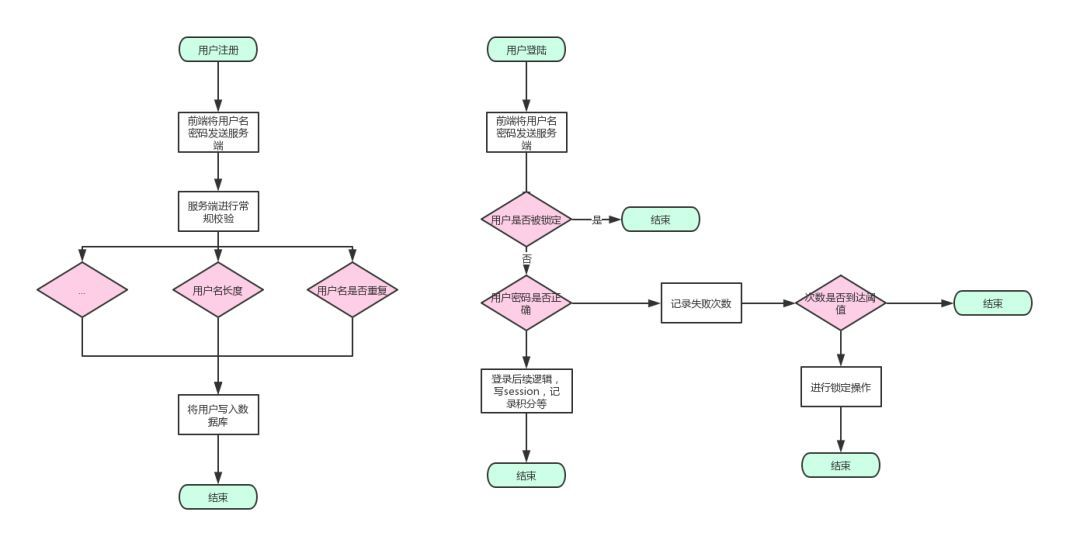 用户注册
前端将用户名
密码发送服务
端
服务端进行常
规校验
...
用户名长度
用户名是否重复
将用户写入数
据库
结束
用户登陆
前端将用户名
密码发送服务
端
用户是否被锁定
是
结束
否
用户密码是否正
确
记录失败次数
次数是否到达阈
值
结束
登录后续逻辑，
写session，记
录积分等
进行锁定操作
结束
结束